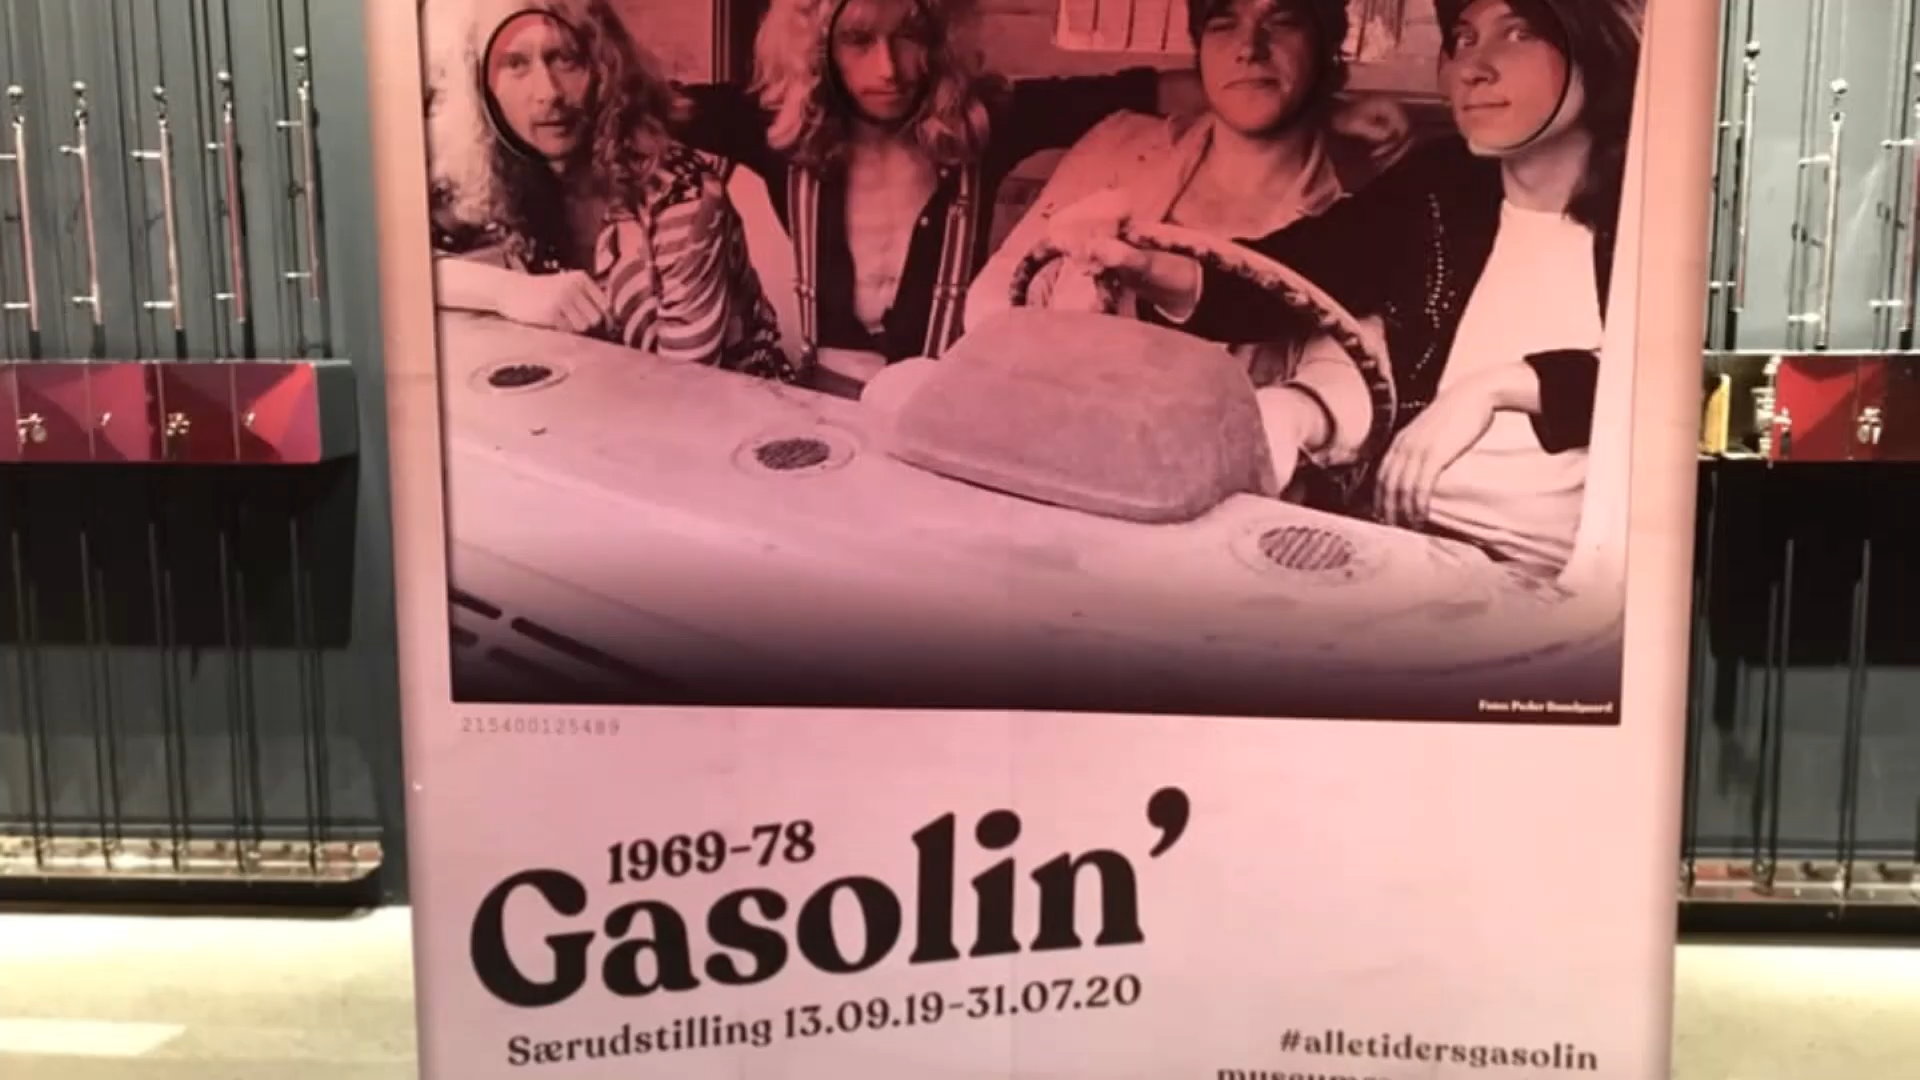 215400125489
1969-78
Gasolin’
Særudstilling 13.09.19-31.07.20
#alletidersgasolin